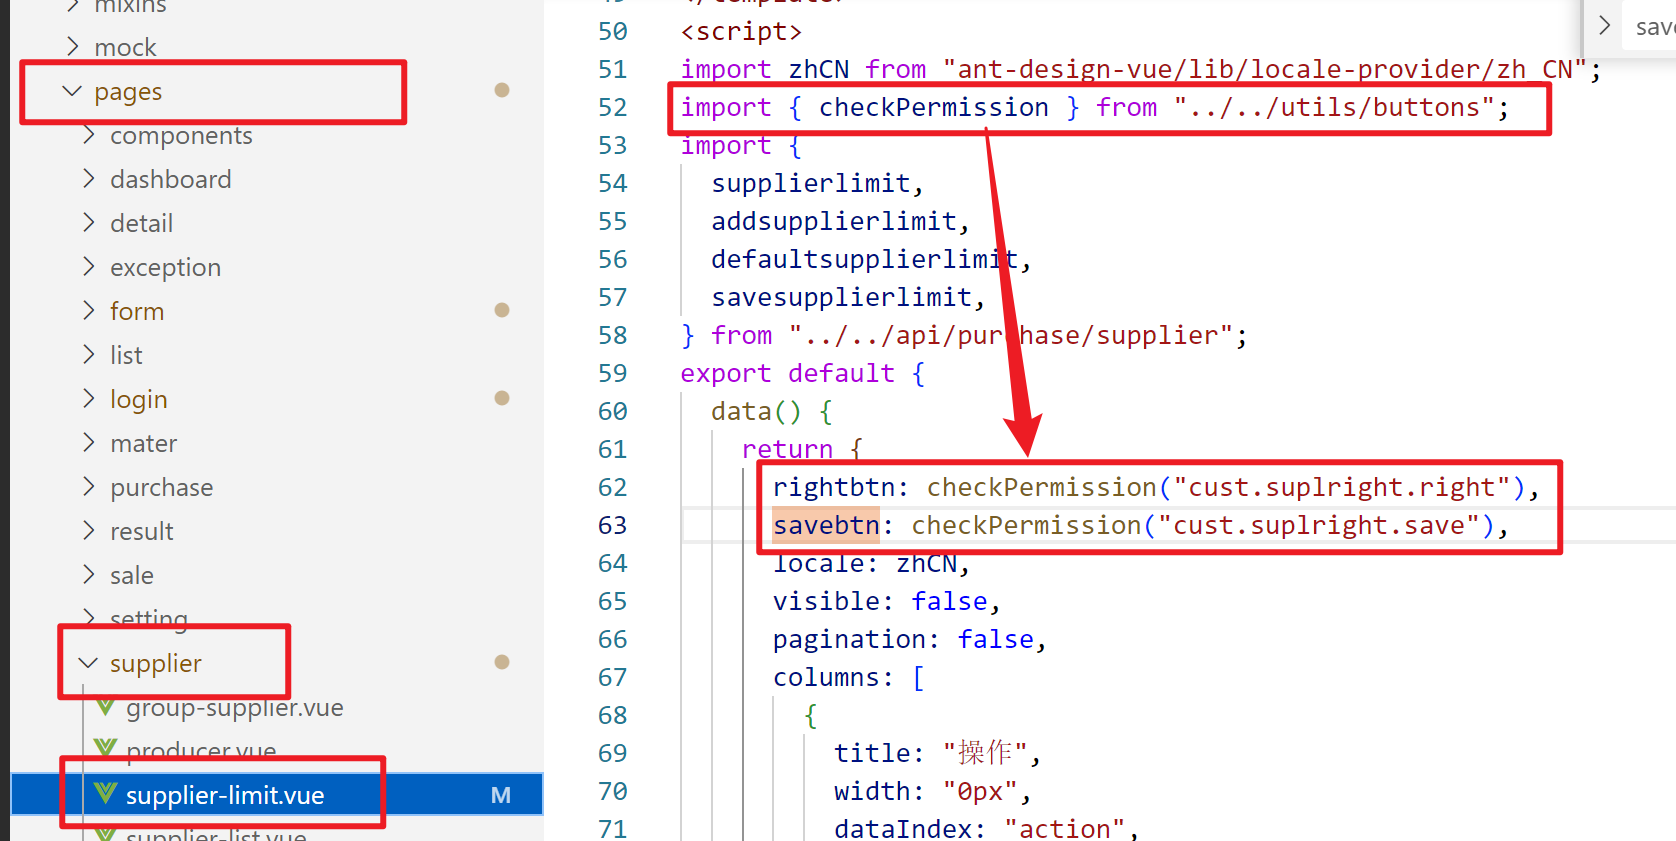 mixins
mock
pages
components
dashboard
detail
exception
form
list
login
mater
purchase
result
sale
setting
supplier
group-supplier.vue
producer.vue
supplier-limit.vue M
supplier-list.vue
50 <script>
51 import zhCN from "ant-design-vue/lib/locale-provider/zh_CN";
52 import { checkPermission } from "../../utils/buttons";
53 import {
54 supplierlimit,
55 addsupplierlimit,
56 defaultsupplierlimit,
57 savesupplierlimit,
58 } from "../../api/purchase/supplier";
59 export default {
60 data() {
61 return {
62 rightbtn: checkPermission("cust.suplright.right"),
63 savebtn: checkPermission("cust.suplright.save"),
64 locale: zhCN,
65 visible: false,
66 pagination: false,
67 columns: [
68 {
69 title: "操作",
70 width: "0px",
71 dataIndex: "action",